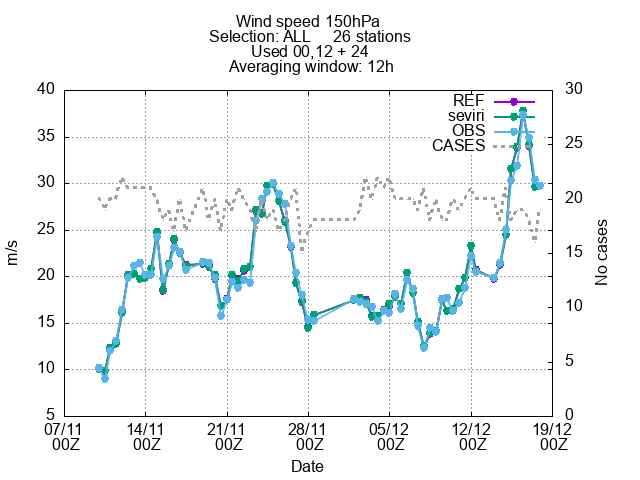 Wind speed 150hPa
Selection: ALL 26 stations
Used 00,12 + 24
Averaging window: 12h
REF
seviri
OBS
CASES
m/s
40
35
30
25
20
15
10
5
No cases
30
25
20
15
10
5
0
07/11 14/11 21/11 28/11 05/12 12/12 19/12
00Z 00Z 00Z 00Z 00Z 00Z 00Z
Date